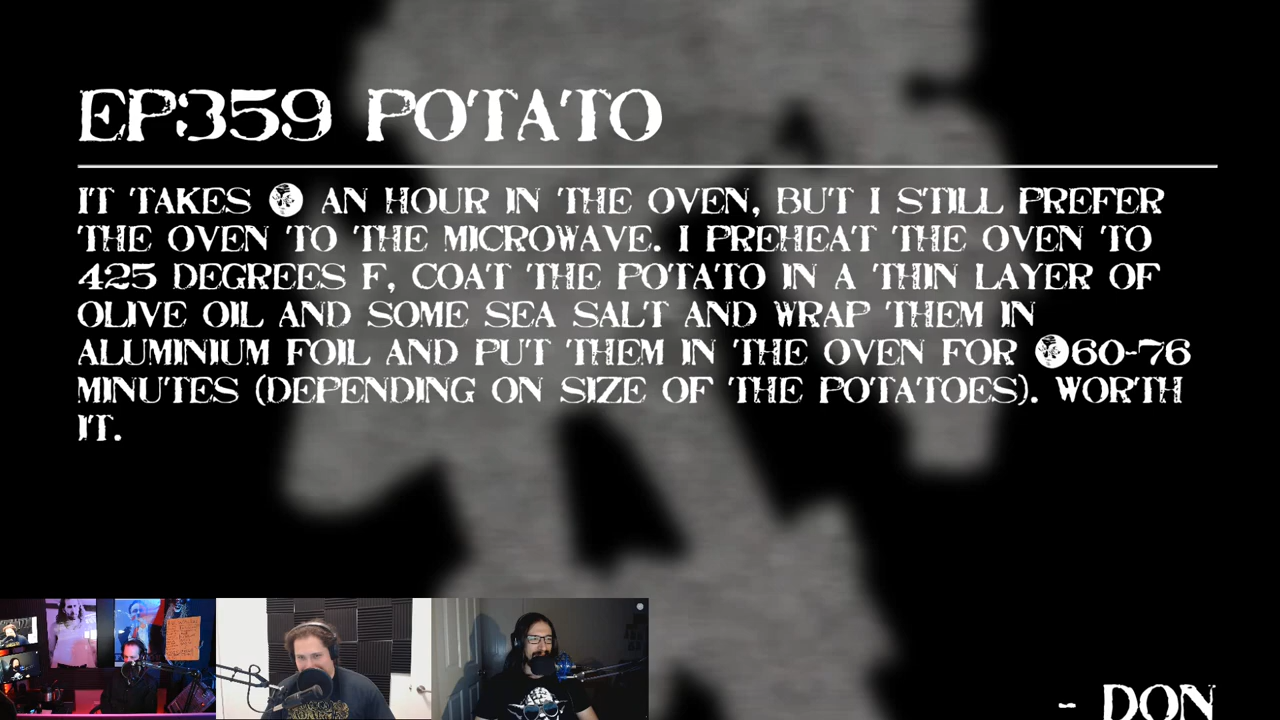 EP359 POTATO
IT TAKES AN HOUR IN THE OVEN, BUT I STILL PREFER
THE OVEN TO THE MICROWAVE. I PREHEAT THE OVEN TO
425 DEGREES F, COAT THE POTATO IN A THIN LAYER OF
OLIVE OIL AND SOME SEA SALT AND WRAP THEM IN
ALUMINIUM FOIL AND PUT THEM IN THE OVEN FOR 60-76
MINUTES (DEPENDING ON SIZE OF THE POTATOES). WORTH
IT.
- DON